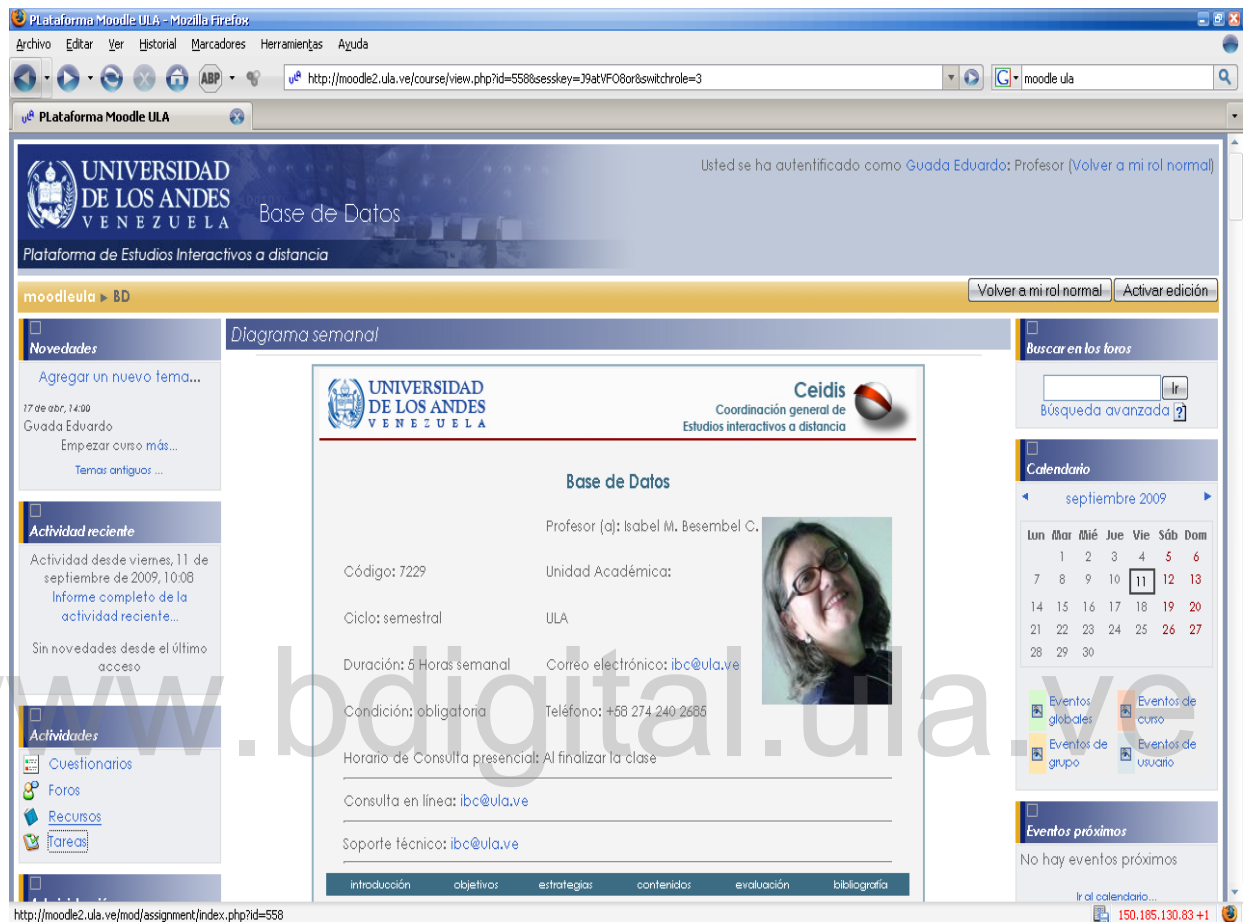 PLataforma Moodle ULA - Mozilla Firefox
Archivo Editar Ver Historial Marcadores Herramientas Ayuda
ABP
http://moodle2.ula.ve/course/view.php?id=558&sesskey=J9atVFO8or&switchrole=3
moodle ula
PLataforma Moodle ULA
UNIVERSIDAD
DE LOS ANDES
VENEZUELA
Base de Datos
Plataforma de Estudios Interactivos a distancia
Usted se ha autentificado como Guada Eduardo: Profesor (Volver a mi rol normal)
moodleula ► BD
Volver a mi rol normal Activar edición
Novedades
Agregar un nuevo tema...
17 de abr, 14:00
Guada Eduardo
Empezar curso más...
Temas antiguos ...
Actividad reciente
Actividad desde viernes, 11 de
septiembre de 2009, 10:08
Informe completo de la
actividad reciente...
Sin novedades desde el último
acceso
Actividades
Cuestionarios
Foros
Recursos
Tareas
Diagrama semanal
UNIVERSIDAD
DE LOS ANDES
VENEZUELA
Ceidis
Coordinación general de
Estudios interactivos a distancia
Base de Datos
Profesor (a): Isabel M. Besembel C.
Código: 7229 Unidad Académica:
Ciclo: semestral ULA
Duración: 5 Horas semanal Correo electrónico: ibc@ula.ve
Condición: obligatoria Teléfono: +58 274 240 2685
Horario de Consulta presencial: Al finalizar la clase
Consulta en línea: ibc@ula.ve
Soporte técnico: ibc@ula.ve
introducción objetivos estrategias contenidos evaluación bibliografía
Buscar en los foros
Ir
Búsqueda avanzada ?
Calendario
◄ septiembre 2009 ►
Lun Mar Mié Jue Vie Sáb Dom
1 2 3 4 5 6
7 8 9 10 11 12 13
14 15 16 17 18 19 20
21 22 23 24 25 26 27
28 29 30
Eventos globales Eventos de curso
Eventos de grupo Eventos de usuario
Eventos próximos
No hay eventos próximos
Ir al calendario...
www.bdigital.ula.ve
http://moodle2.ula.ve/mod/assignment/index.php?id=558
150.185.130.83 +1